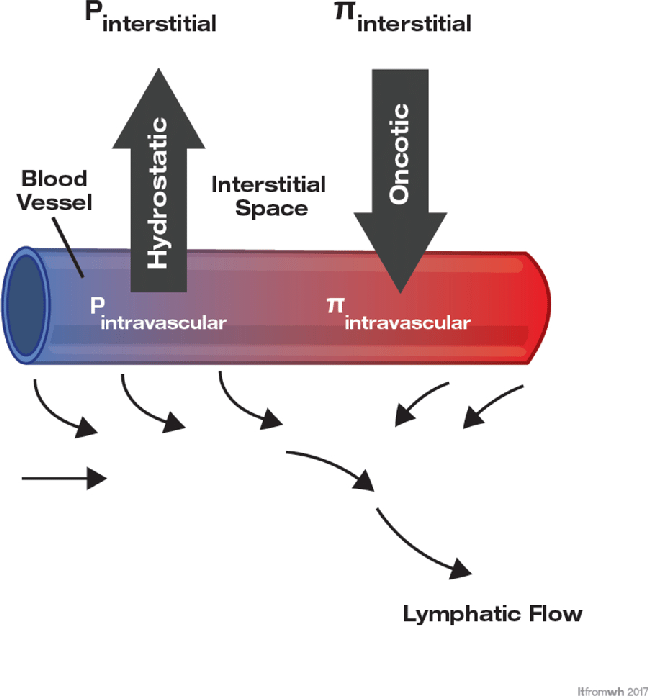 Pinterstitial
πinterstitial
Hydrostatic
Oncotic
Blood
Vessel
Interstitial
Space
Pintravascular
πintravascular
Lymphatic Flow
ltfromwh 2017